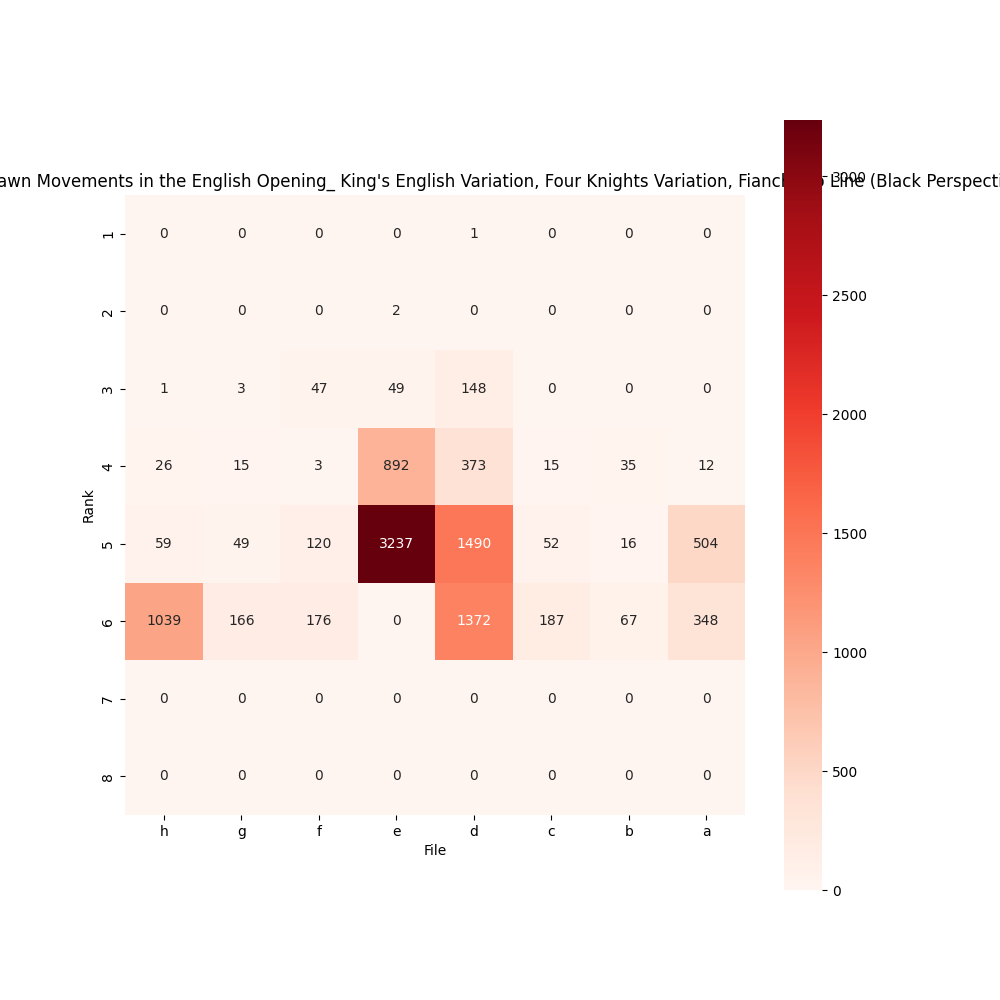 awn Movements in the English Opening_ King's English Variation, Four Knights Variation, Fianc Line (Black Perspecti
3000
1 0 0 0 0 1 0 0 0
2500
2 0 0 0 2 0 0 0 0
3 1 3 47 49 148 0 0 0
2000
4 26 15 3 892 373 15 35 12
Rank
1500
5 59 49 120 3237 1490 52 16 504
6 1039 166 176 0 1372 187 67 348
1000
7 0 0 0 0 0 0 0 0
500
8 0 0 0 0 0 0 0 0
h g f e d c b a
File
0